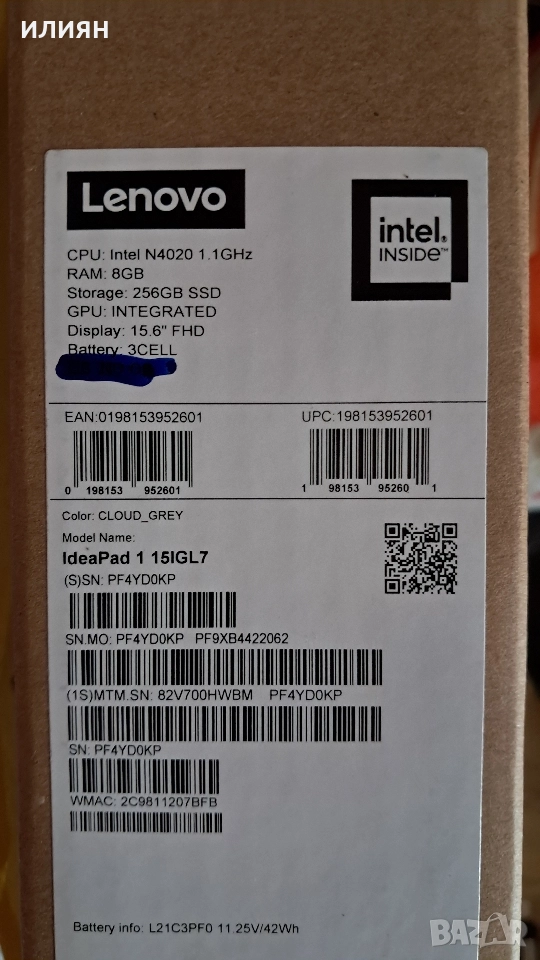 илиян
Lenovo
intel.
INSIDE™
CPU: Intel N4020 1.1GHz
RAM: 8GB
Storage: 256GB SSD
GPU: INTEGRATED
Display: 15.6" FHD
Battery: 3CELL
EAN:0198153952601 UPC:198153952601
0 198153 952601 1 98153 95260 1
Color: CLOUD_GREY
Model Name:
IdeaPad 1 15IGL7
(S)SN: PF4YD0KP
SN.MO: PF4YD0KP PF9XB4422062
(1S)MTM.SN: 82V700HWBM PF4YD0KP
SN: PF4YD0KP
WMAC: 2C9811207BFB
Battery info: L21C3PF0 11.25V/42Wh
BAZAR